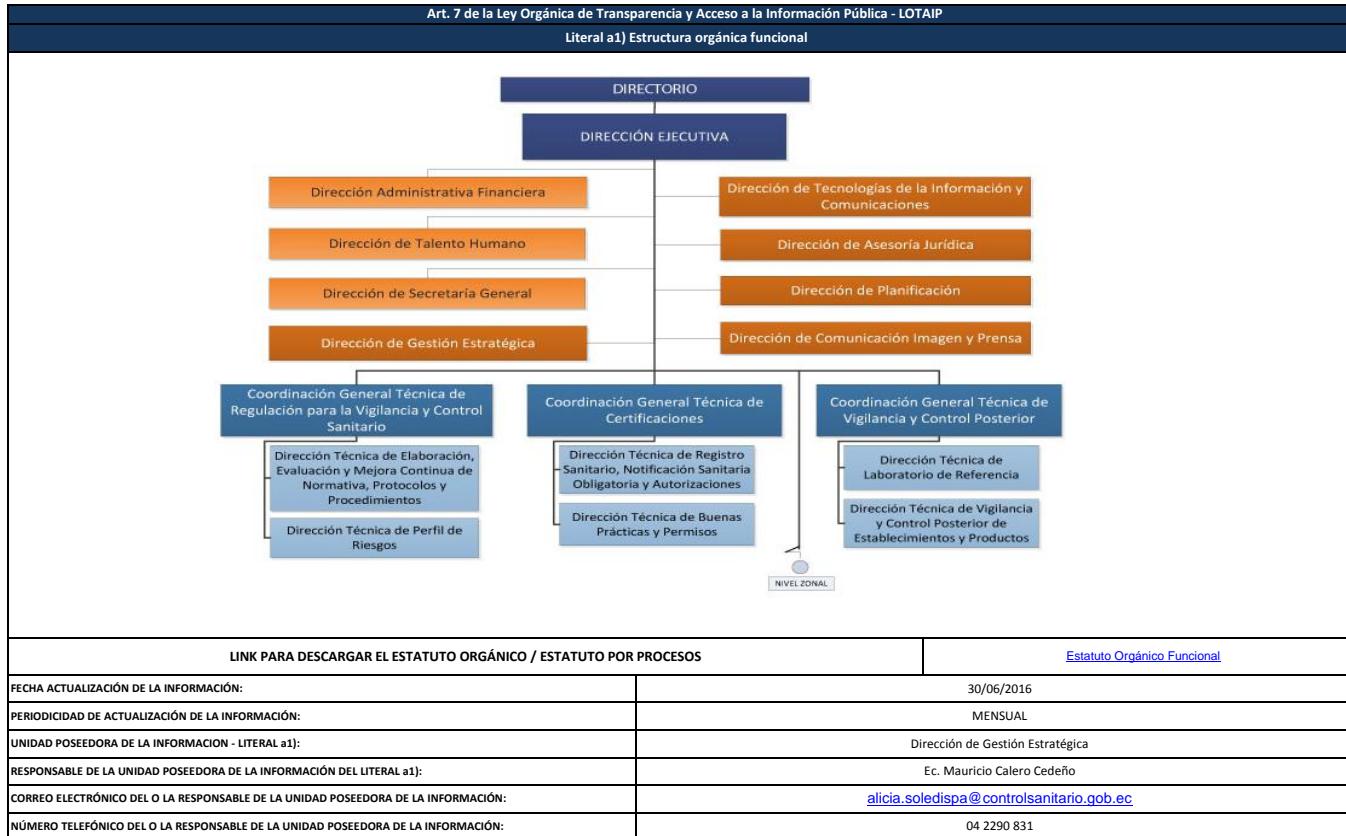 Art. 7 de la Ley Orgánica de Transparencia y Acceso a la Información Pública - LOTAIP
Literal a1) Estructura orgánica funcional
DIRECTORIO
DIRECCIÓN EJECUTIVA
Dirección Administrativa Financiera
Dirección de Tecnologías de la Información y
Comunicaciones
Dirección de Talento Humano
Dirección de Asesoría Jurídica
Dirección de Secretaría General
Dirección de Planificación
Dirección de Gestión Estratégica
Dirección de Comunicación Imagen y Prensa
Coordinación General Técnica de
Regulación para la Vigilancia y Control
Sanitario
Coordinación General Técnica de
Certificaciones
Coordinación General Técnica de
Vigilancia y Control Posterior
Dirección Técnica de Elaboración,
Evaluación y Mejora Continua de
Normativa, Protocolos y
Procedimientos
Dirección Técnica de Registro
Sanitario, Notificación Sanitaria
Obligatoria y Autorizaciones
Dirección Técnica de
Laboratorio de Referencia
Dirección Técnica de Perfil de
Riesgos
Dirección Técnica de Buenas
Prácticas y Permisos
Dirección Técnica de Vigilancia
y Control Posterior de
Establecimientos y Productos
NIVEL ZONAL
LINK PARA DESCARGAR EL ESTATUTO ORGÁNICO / ESTATUTO POR PROCESOS
Estatuto Orgánico Funcional
FECHA ACTUALIZACIÓN DE LA INFORMACIÓN:
30/06/2016
PERIODICIDAD DE ACTUALIZACIÓN DE LA INFORMACIÓN:
MENSUAL
UNIDAD POSEEDORA DE LA INFORMACION - LITERAL a1):
Dirección de Gestión Estratégica
RESPONSABLE DE LA UNIDAD POSEEDORA DE LA INFORMACIÓN DEL LITERAL a1):
Ec. Mauricio Calero Cedeño
CORREO ELECTRÓNICO DEL O LA RESPONSABLE DE LA UNIDAD POSEEDORA DE LA INFORMACIÓN:
alicia.soledispa@controlsanitario.gob.ec
NÚMERO TELEFÓNICO DEL O LA RESPONSABLE DE LA UNIDAD POSEEDORA DE LA INFORMACIÓN:
04 2290 831